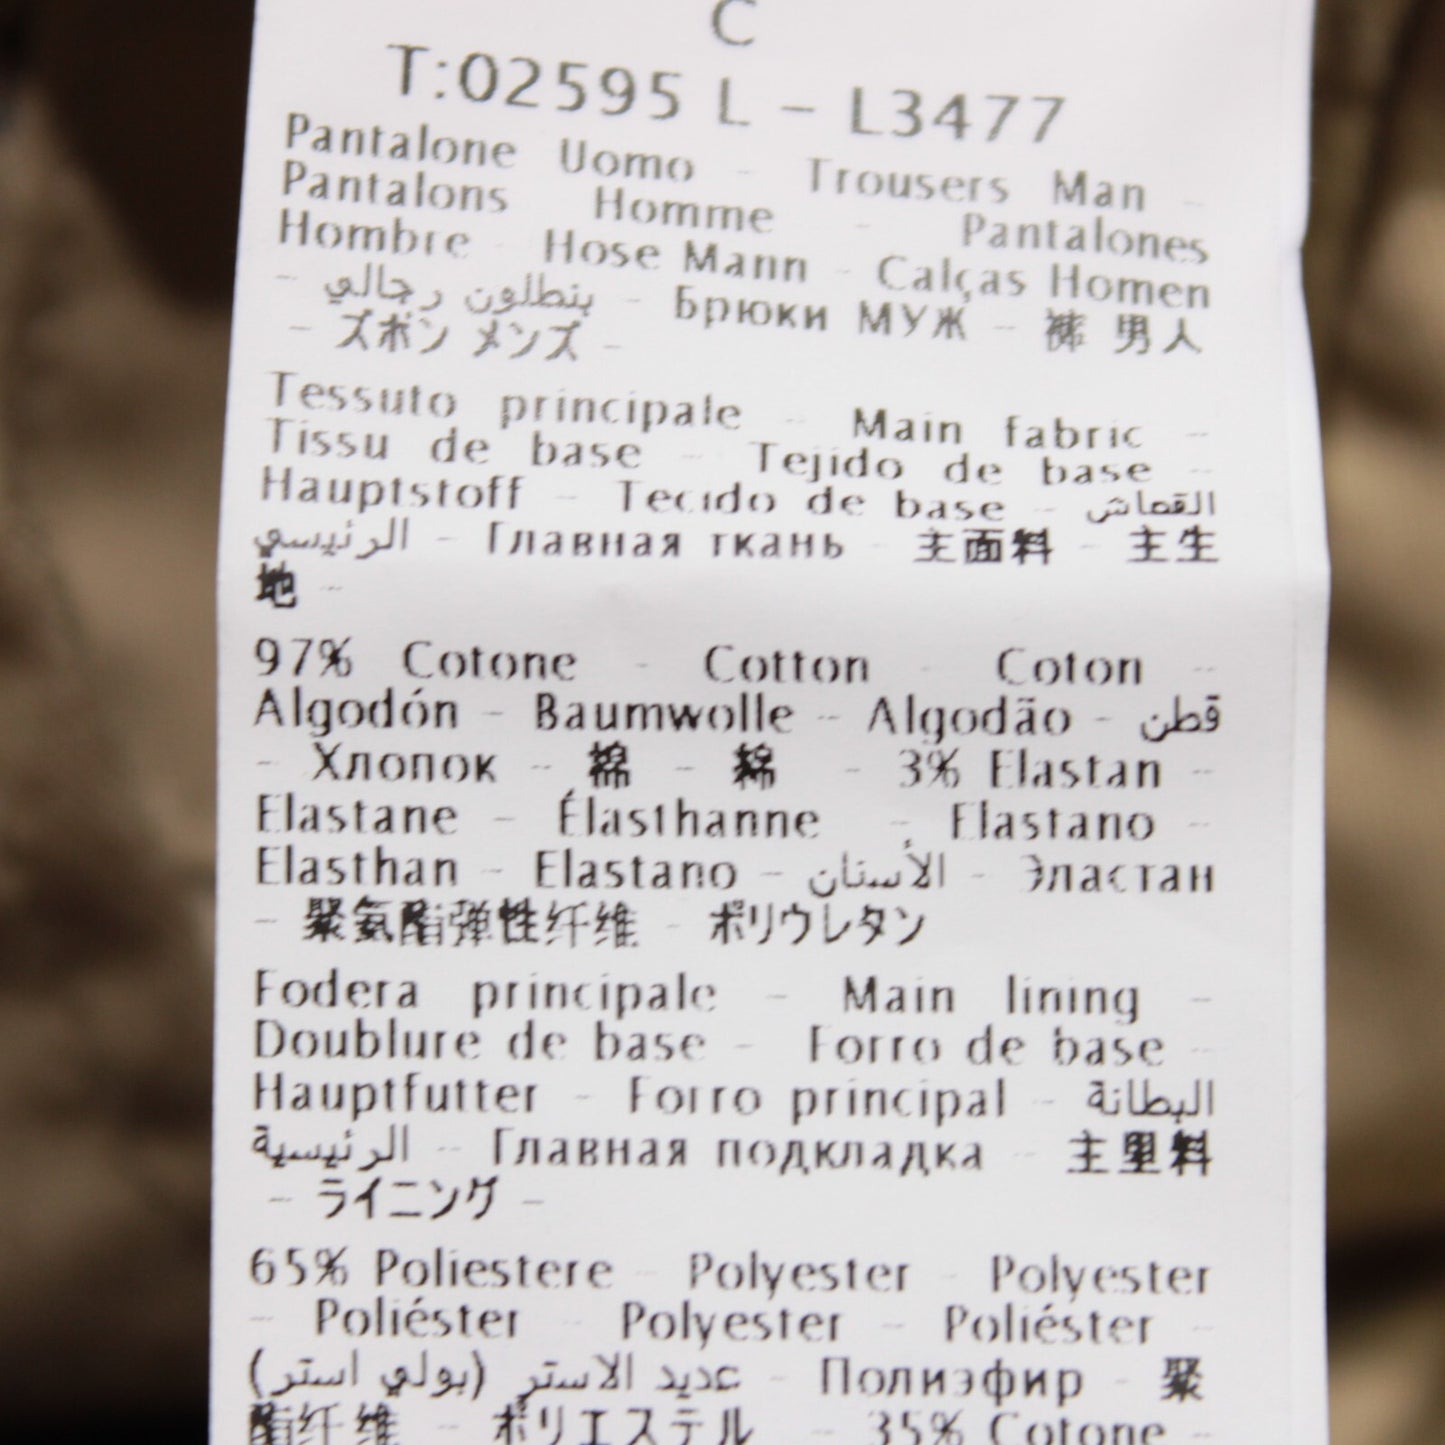 C
T:02595 L - L3477
Pantalone Uomo - Trousers Man -
Pantalons Homme - Pantalones
Hombre - Hose Mann - Calças Homen
- بنطلون رجالي - Брюки МУЖ - 裤 男人
- ズボン メンズ -
Tessuto principale - Main fabric -
Tissu de base - Tejido de base -
Hauptstoff - Tecido de base - القماش
الرئيسي - Главная ткань - 主面料 - 主生
地 -
97% Cotone - Cotton - Coton -
Algodón - Baumwolle - Algodão - قطن
- Хлопок - 棉 - 綿 - 3% Elastan -
Elastane - Élasthanne - Elastano -
Elasthan - Elastano - الأستان - Эластан
- 聚氨酯弹性纤维 - ポリウレタン
Fodera principale - Main lining -
Doublure de base - Forro de base -
Hauptfutter - Forro principal - البطانة
الرئيسية - Главная подкладка - 主里料
- ライニング -
65% Poliestere - Polyester - Polyester
- Poliéster - Polyester - Poliéster -
عديد الاستر (بولي استر) - Полиэфир - 聚
酯纤维 - ポリエステル - 35% Cotone -